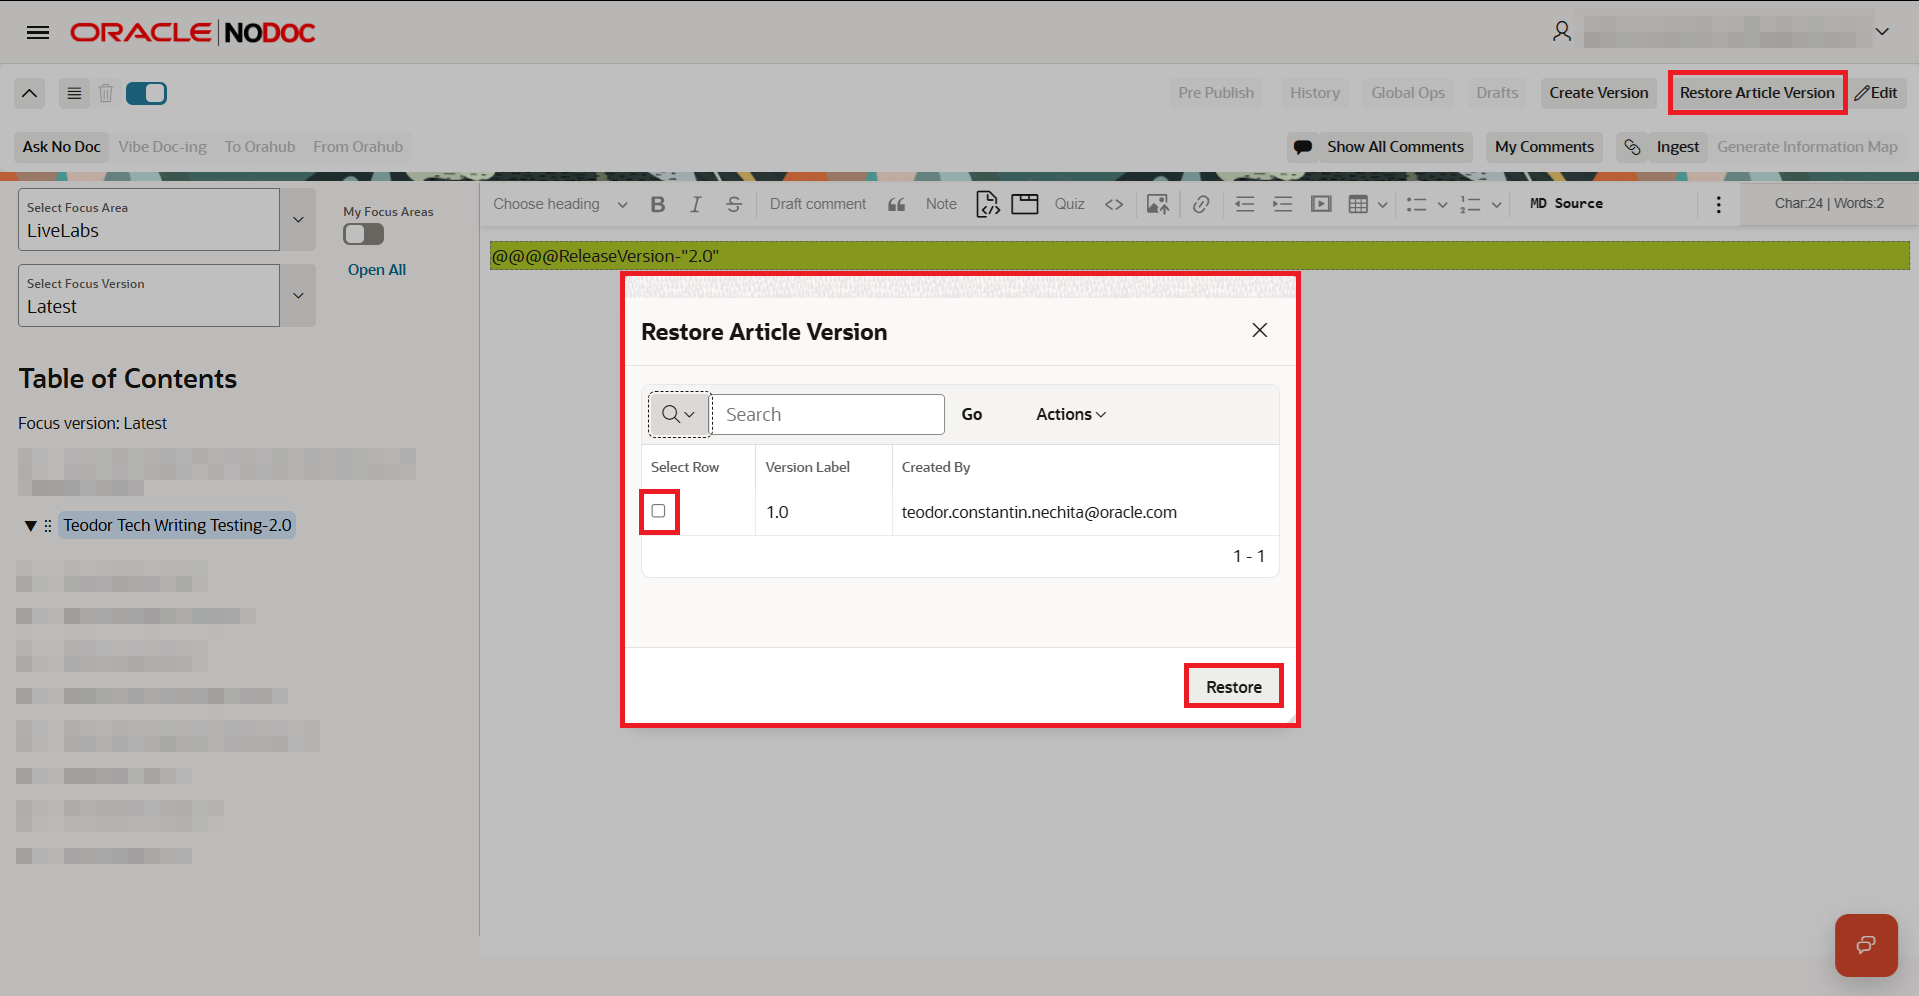 ORACLE NODOC
Pre Publish History Global Ops Drafts Create Version Restore Article Version Edit
Ask No Doc Vibe Doc-ing To Orahub From Orahub Show All Comments My Comments Ingest Generate Information Map
Select Focus Area
LiveLabs
My Focus Areas
Open All
Select Focus Version
Latest
Choose heading B I S Draft comment Note Quiz <> MD Source Char:24 | Words:2
@@@@ReleaseVersion-"2.0"
Table of Contents
Focus version: Latest
Teodor Tech Writing Testing-2.0
Restore Article Version
Search Go Actions
Select Row Version Label Created By
1.0 teodor.constantin.nechita@oracle.com
1 - 1
Restore